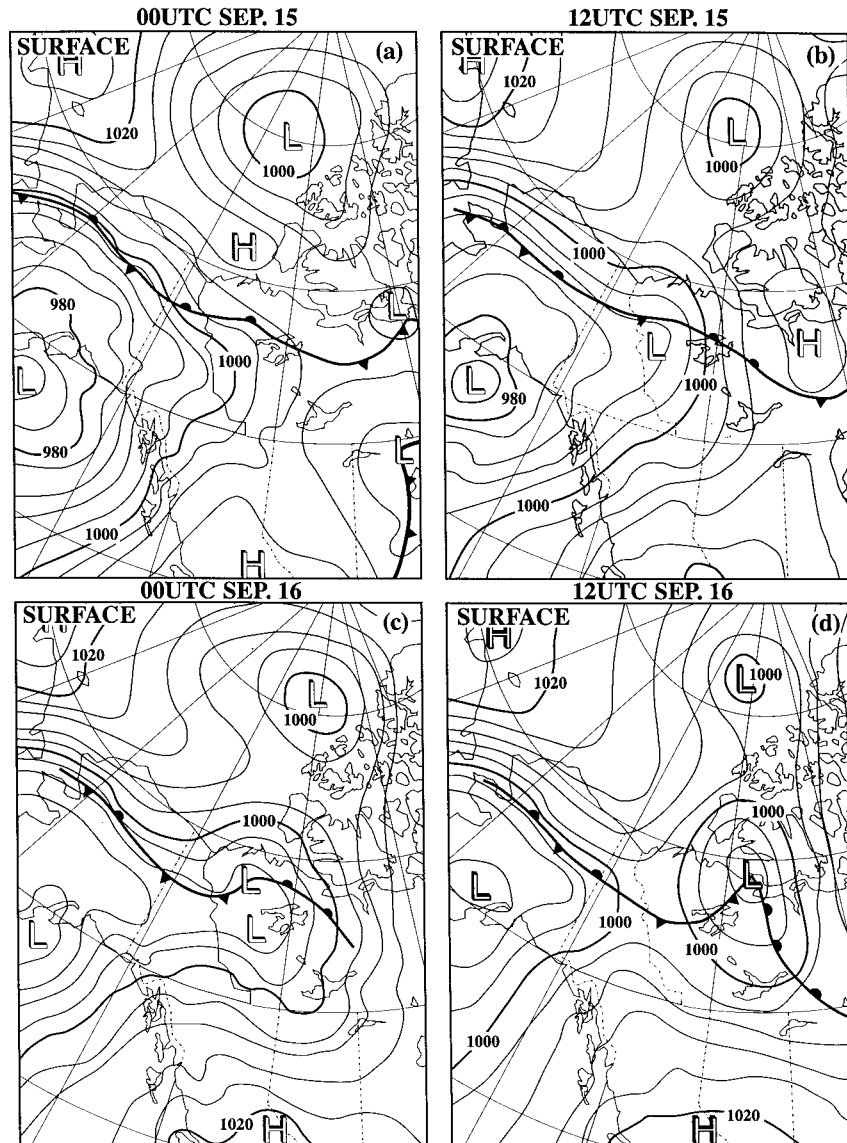 00UTC SEP. 15
SURFACE
(a)
H
1020
L
1000
H
980
L
L
1000
980
L
1000
H
12UTC SEP. 15
SURFACE
(b)
H
1020
L
1000
1000
L
H
L
1000
980
1000
00UTC SEP. 16
SURFACE
(c)
1020
L
1000
1000
L
L
L
1020
H
12UTC SEP. 16
SURFACE
(d)
H
1020
L
1000
1000
L
L
1000
1000
1000
1020
H